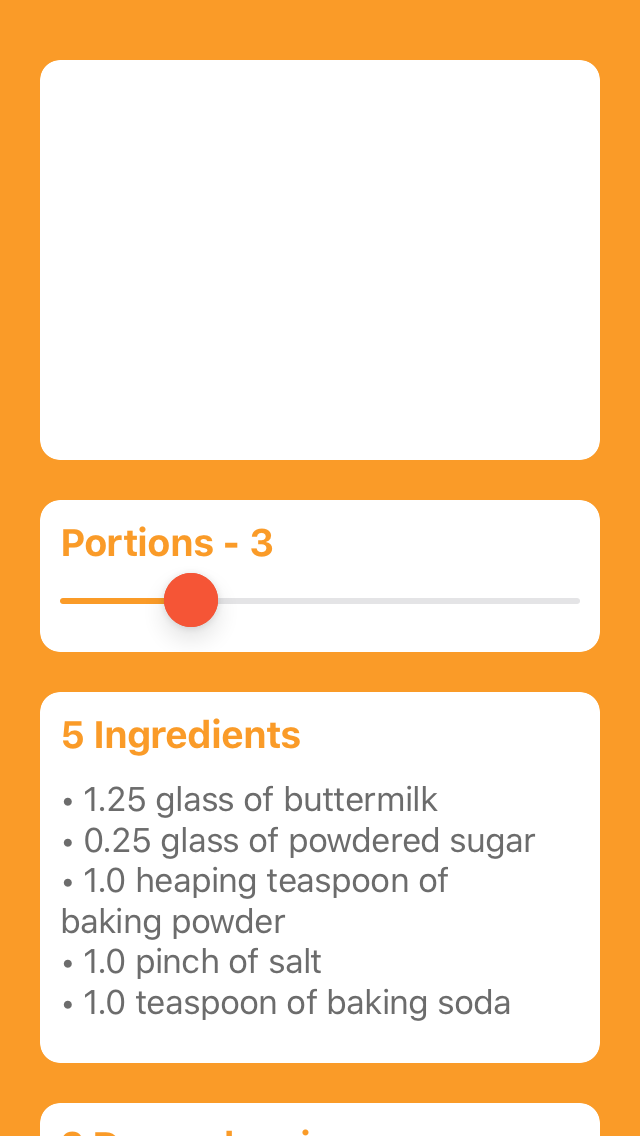 Portions - 3
5 Ingredients
• 1.25 glass of buttermilk
• 0.25 glass of powdered sugar
• 1.0 heaping teaspoon of
baking powder
• 1.0 pinch of salt
• 1.0 teaspoon of baking soda